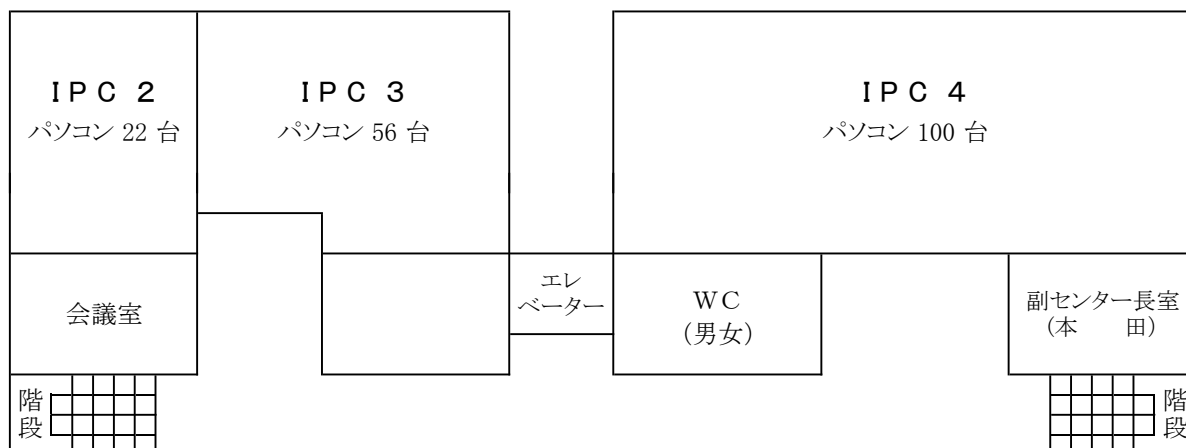 ＩＰＣ ２
パソコン 22 台
ＩＰＣ ３
パソコン 56 台
ＩＰＣ ４
パソコン 100 台
会議室
エレ
ベーター
ＷＣ
(男女)
副センター長室
(本　田)
階
段
階
段